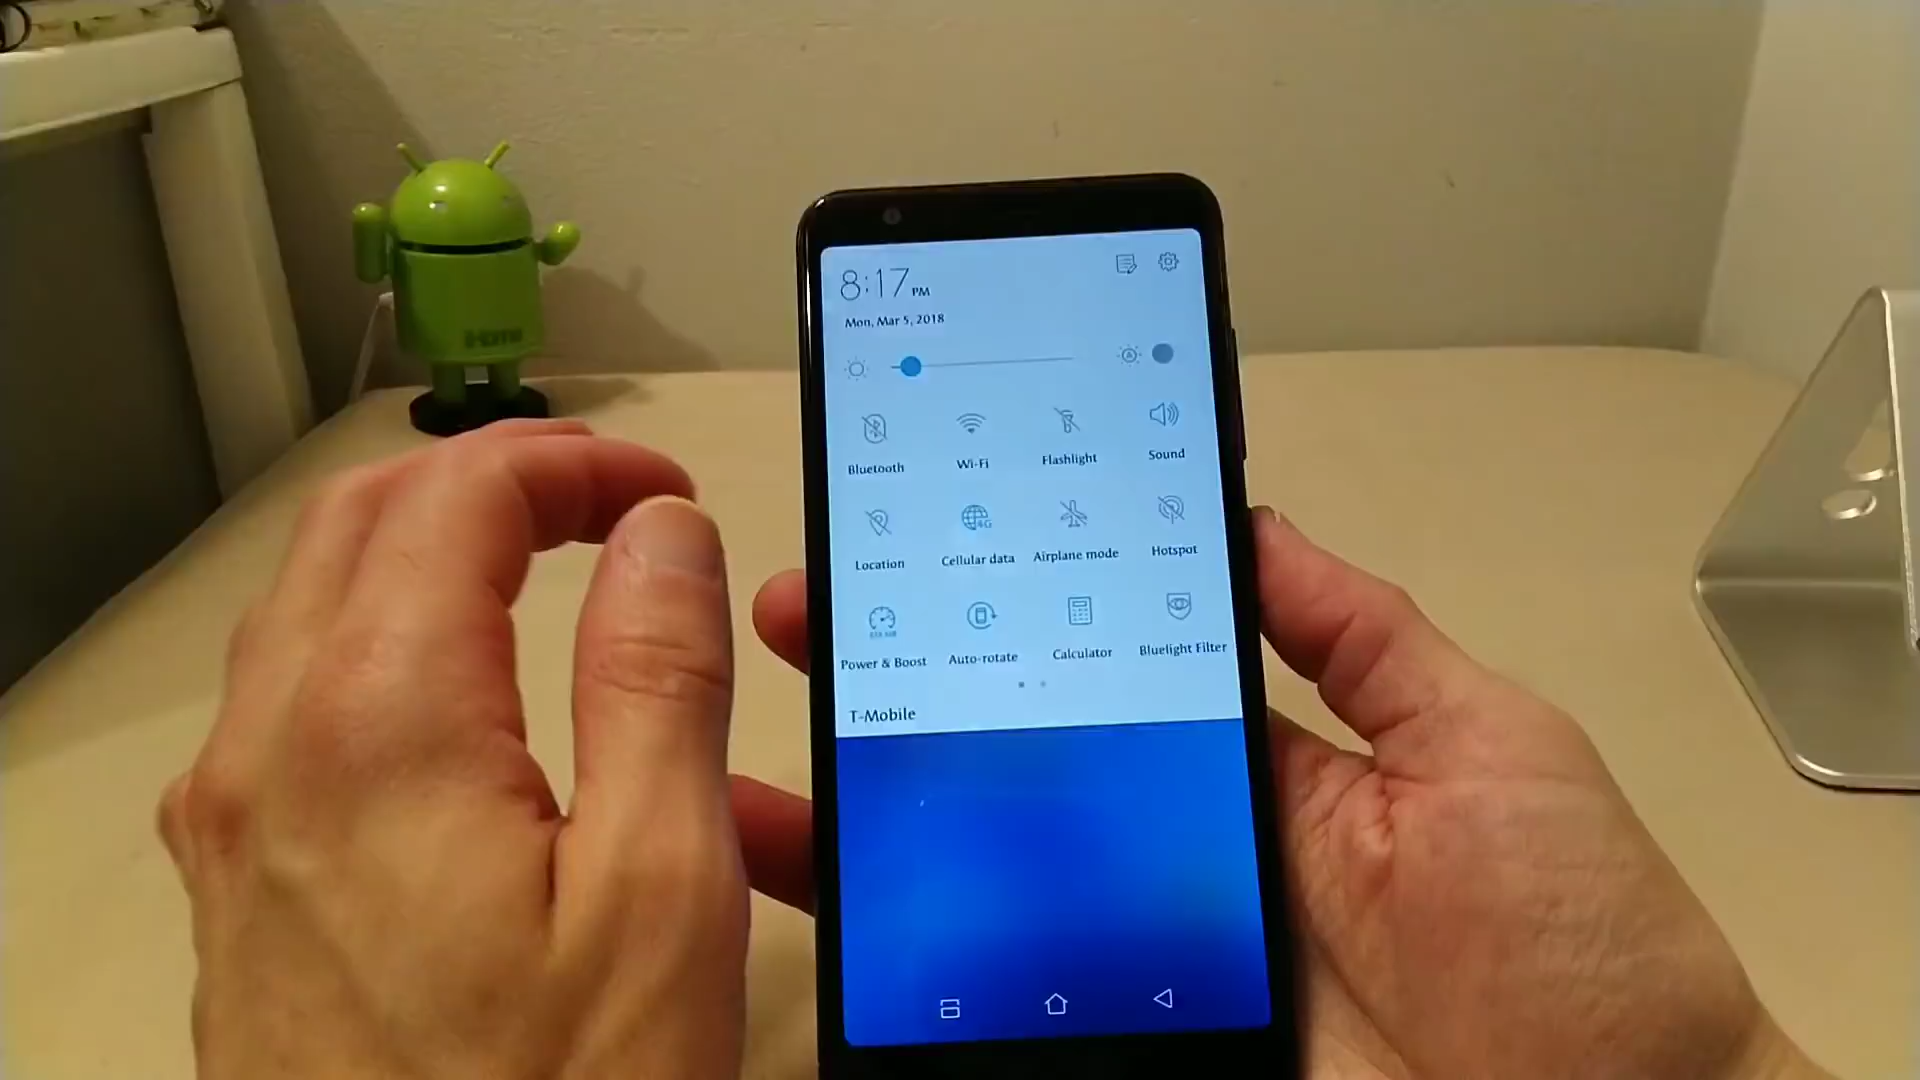 8:17 PM
Mon, Mar 5, 2018
Bluetooth
Wi-Fi
Flashlight
Sound
4G
Location
Cellular data
Airplane mode
Hotspot
Power & Boost
Auto-rotate
Calculator
Bluelight Filter
T-Mobile